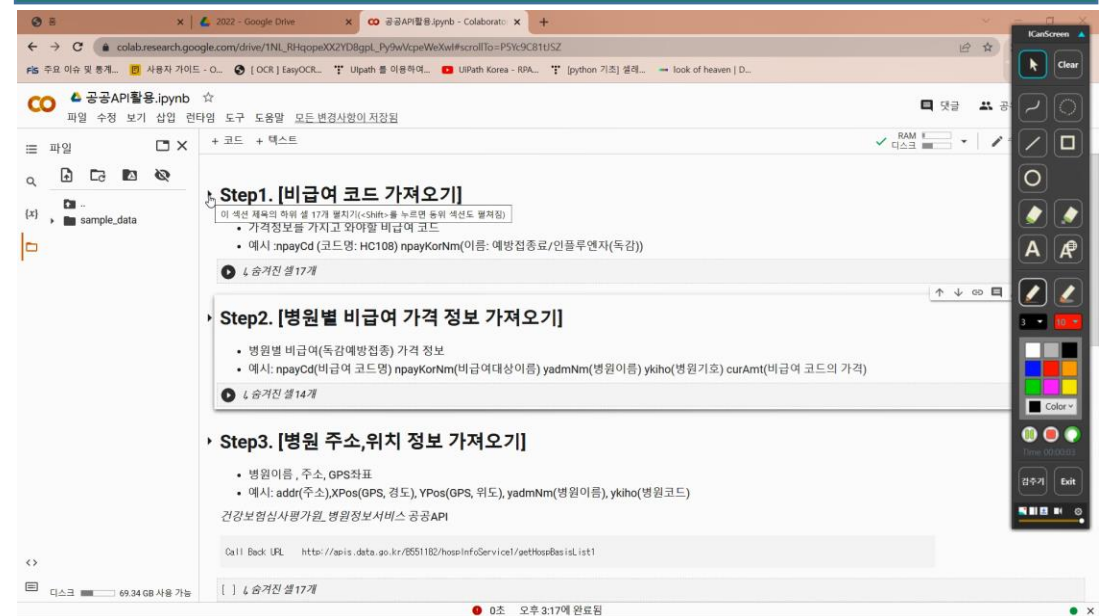 홈
2022 - Google Drive
공공API활용.ipynb - Colaborato
colab.research.google.com/drive/1NL_RHqopeXX2YD8gpL_Py9wVcpeWeXwI#scrollTo=P5Yc9C81tJSZ
주요 이슈 및 통계...
사용자 가이드 - O...
[ OCR ] EasyOCR...
UIpath 를 이용하여...
UiPath Korea - RPA...
[python 기초] 셀레...
look of heaven | D...
ICanScreen
Clear
공공API활용.ipynb
댓글
파일 수정 보기 삽입 런타임 도구 도움말 모든 변경사항이 저장됨
파일
+ 코드 + 텍스트
RAM
디스크
..
sample_data
{x}
Step1. [비급여 코드 가져오기]
이 섹션 제목의 하위 셀 17개 펼치기(<Shift>를 누르면 동위 섹션도 펼쳐짐)
가격정보를 가지고 와야할 비급여 코드
예시 :npayCd (코드명: HC108) npayKorNm(이름: 예방접종료/인플루엔자(독감))
숨겨진 셀 17개
Step2. [병원별 비급여 가격 정보 가져오기]
병원별 비급여(독감예방접종) 가격 정보
예시: npayCd(비급여 코드명) npayKorNm(비급여대상이름) yadmNm(병원이름) ykiho(병원기호) curAmt(비급여 코드의 가격)
숨겨진 셀 14개
Step3. [병원 주소,위치 정보 가져오기]
병원이름 , 주소, GPS좌표
예시: addr(주소),XPos(GPS, 경도), YPos(GPS, 위도), yadmNm(병원이름), ykiho(병원코드)
건강보험심사평가원_병원정보서비스 공공API
Call Back URL http://apis.data.go.kr/B551182/hospInfoService1/getHospBasisList1
[ ] 숨겨진 셀 17개
디스크 69.34 GB 사용 가능
0초 오후 3:17에 완료됨
A
3
10
Color
Time 00:00:03
감추기
Exit